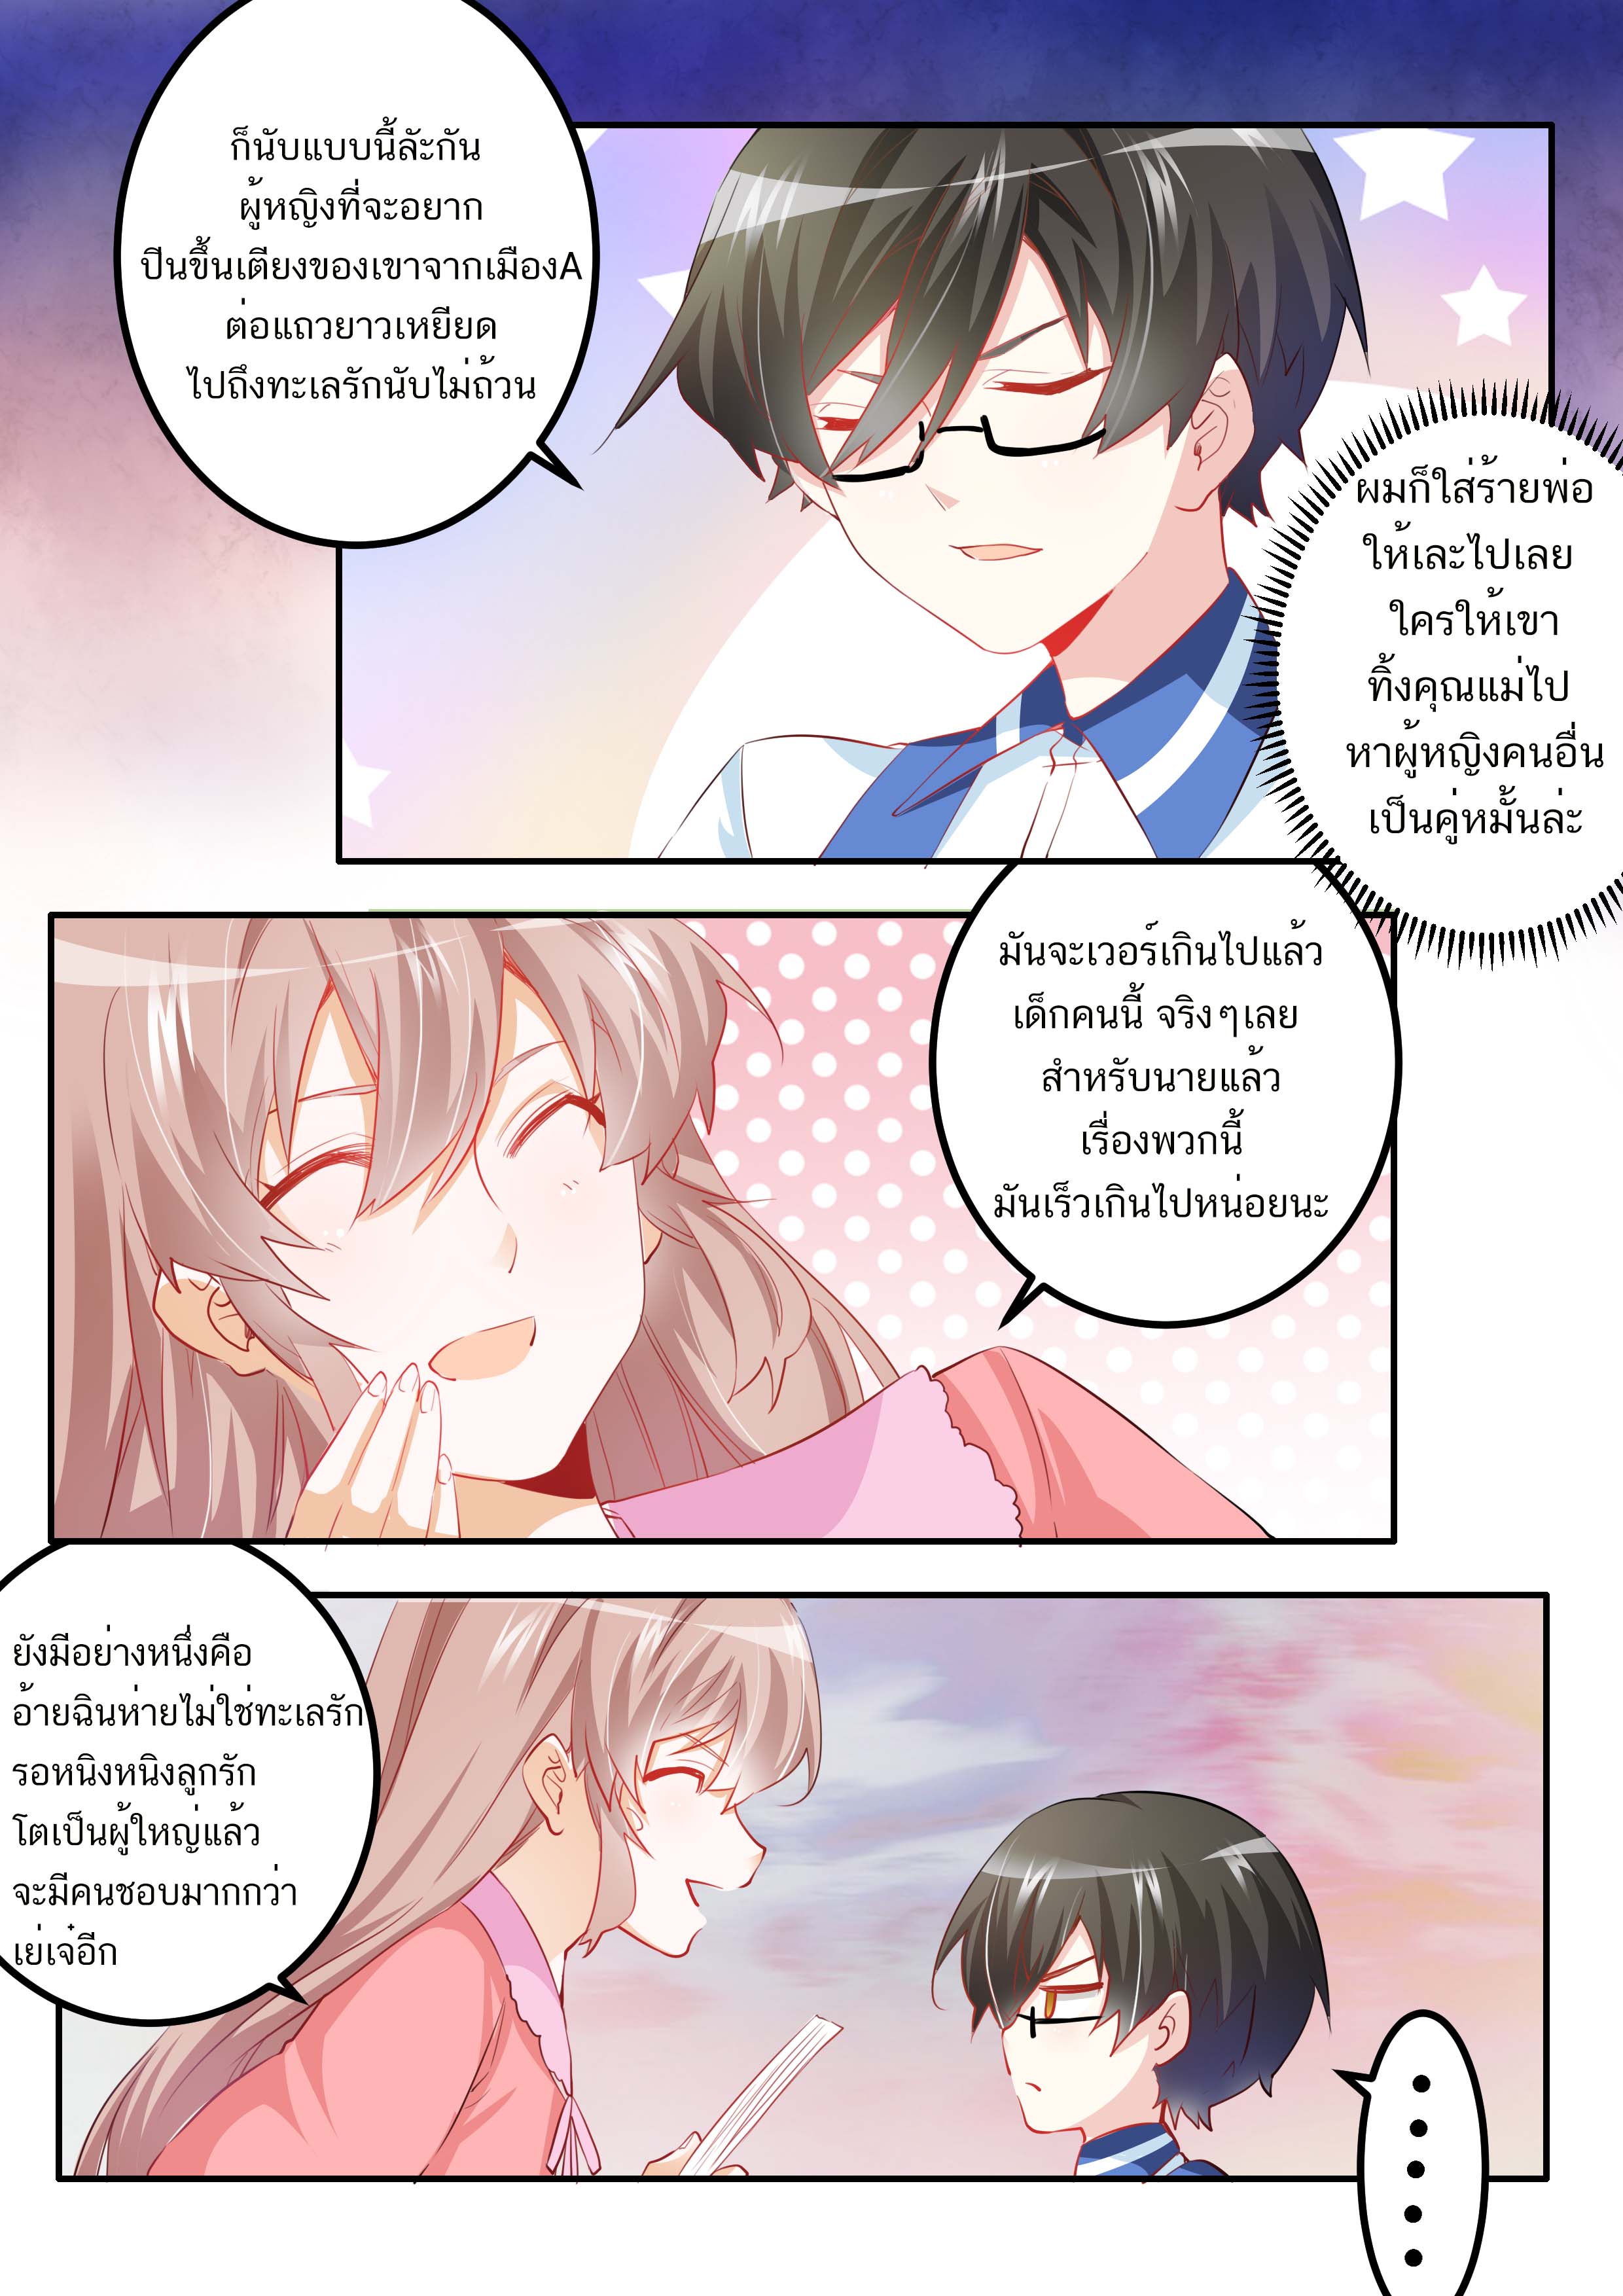 ก็นับแบบนี้ละกัน
ผู้หญิงที่จะอยาก
ปีนขึ้นเตียงของเขาจากเมืองA
ต่อแถวยาวเหยียด
ไปถึงทะเลรักนับไม่ถ้วน
ผมก็ใส่ร้ายพ่อ
ให้เละไปเลย
ใครให้เขา
ทิ้งคุณแม่ไป
หาผู้หญิงคนอื่น
เป็นคู่หมั้นล่ะ
มันจะเวอร์เกินไปแล้ว
เด็กคนนี้ จริงๆเลย
สำหรับนายแล้ว
เรื่องพวกนี้
มันเร็วเกินไปหน่อยนะ
ยังมีอย่างหนึ่งคือ
อ้ายฉินห่ายไม่ใช่ทะเลรัก
รอหนิงหนิงลูกรัก
โตเป็นผู้ใหญ่แล้ว
จะมีคนชอบมากกว่า
เย่เจ๋อีก
.....